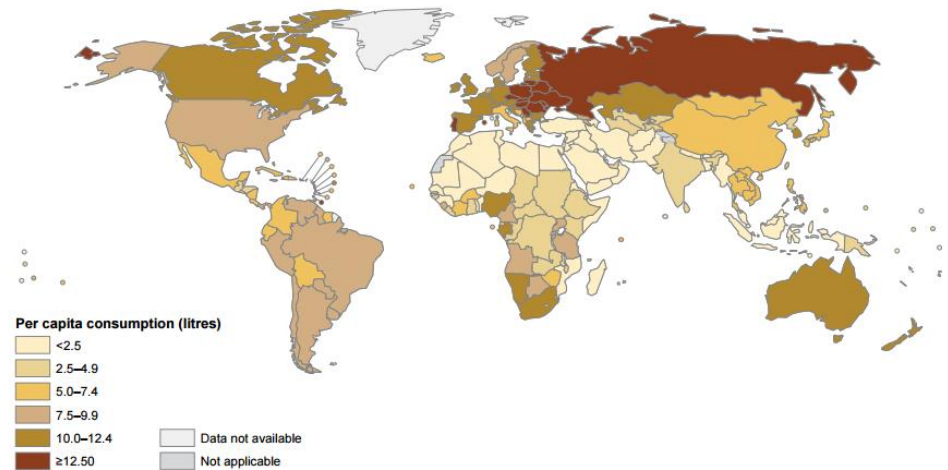 Per capita consumption (litres)
<2.5
2.5–4.9
5.0–7.4
7.5–9.9
10.0–12.4
≥12.50
Data not available
Not applicable